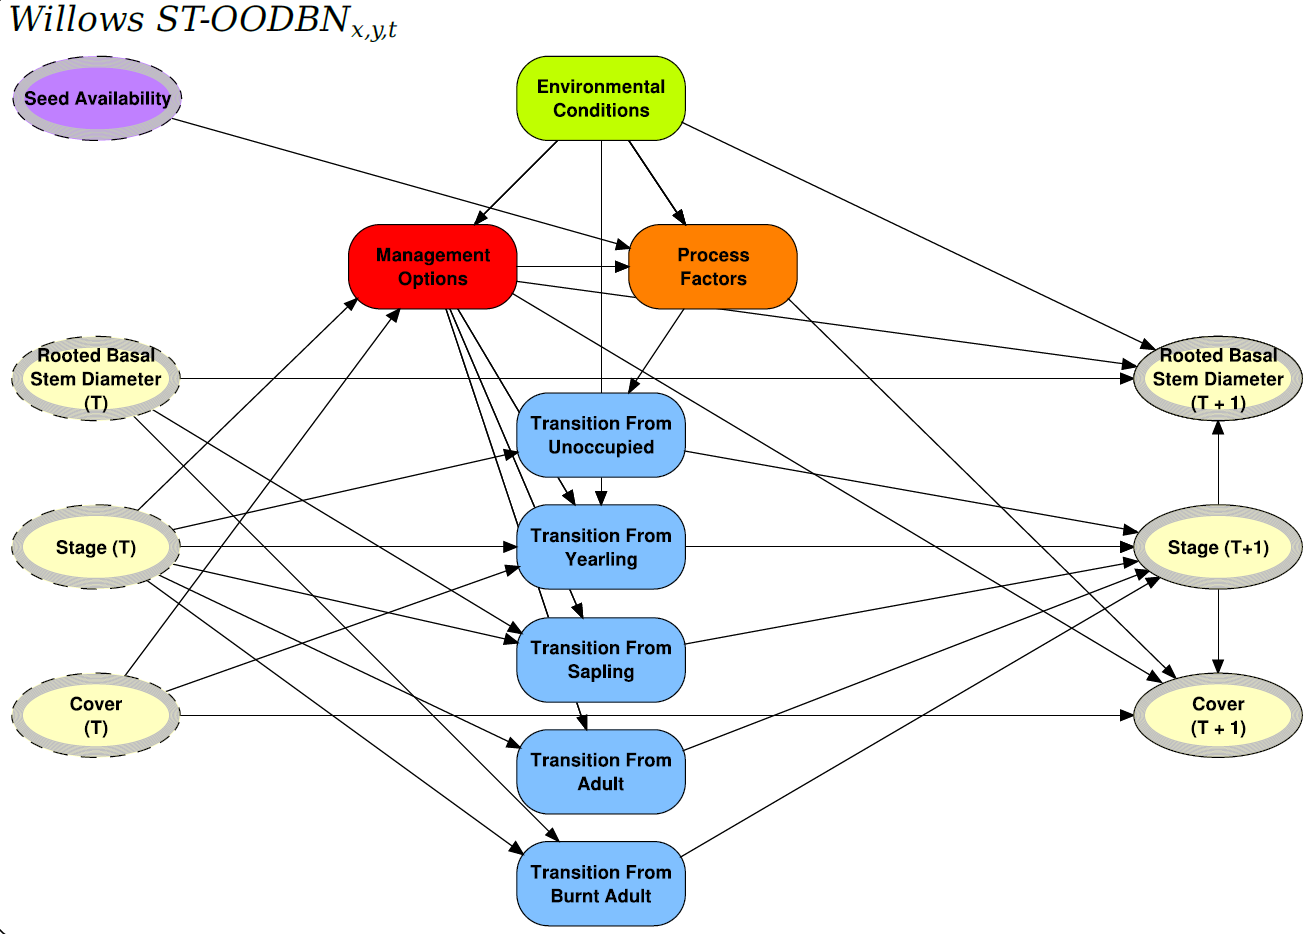 Willows ST-OODBNx,y,t
Seed Availability
Environmental
Conditions
Management
Options
Process
Factors
Rooted Basal
Stem Diameter
(T)
Rooted Basal
Stem Diameter
(T + 1)
Transition From
Unoccupied
Stage (T)
Transition From
Yearling
Stage (T+1)
Transition From
Sapling
Cover
(T)
Cover
(T + 1)
Transition From
Adult
Transition From
Burnt Adult